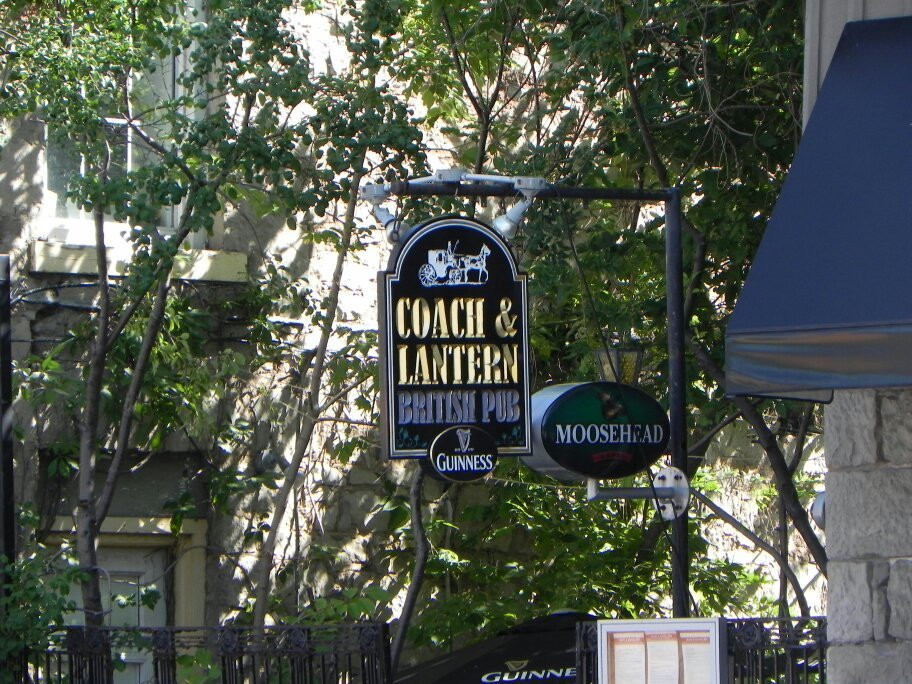 COACH &
LANTERN
BRITISH PUB
GUINNESS
MOOSEHEAD
GUINNE